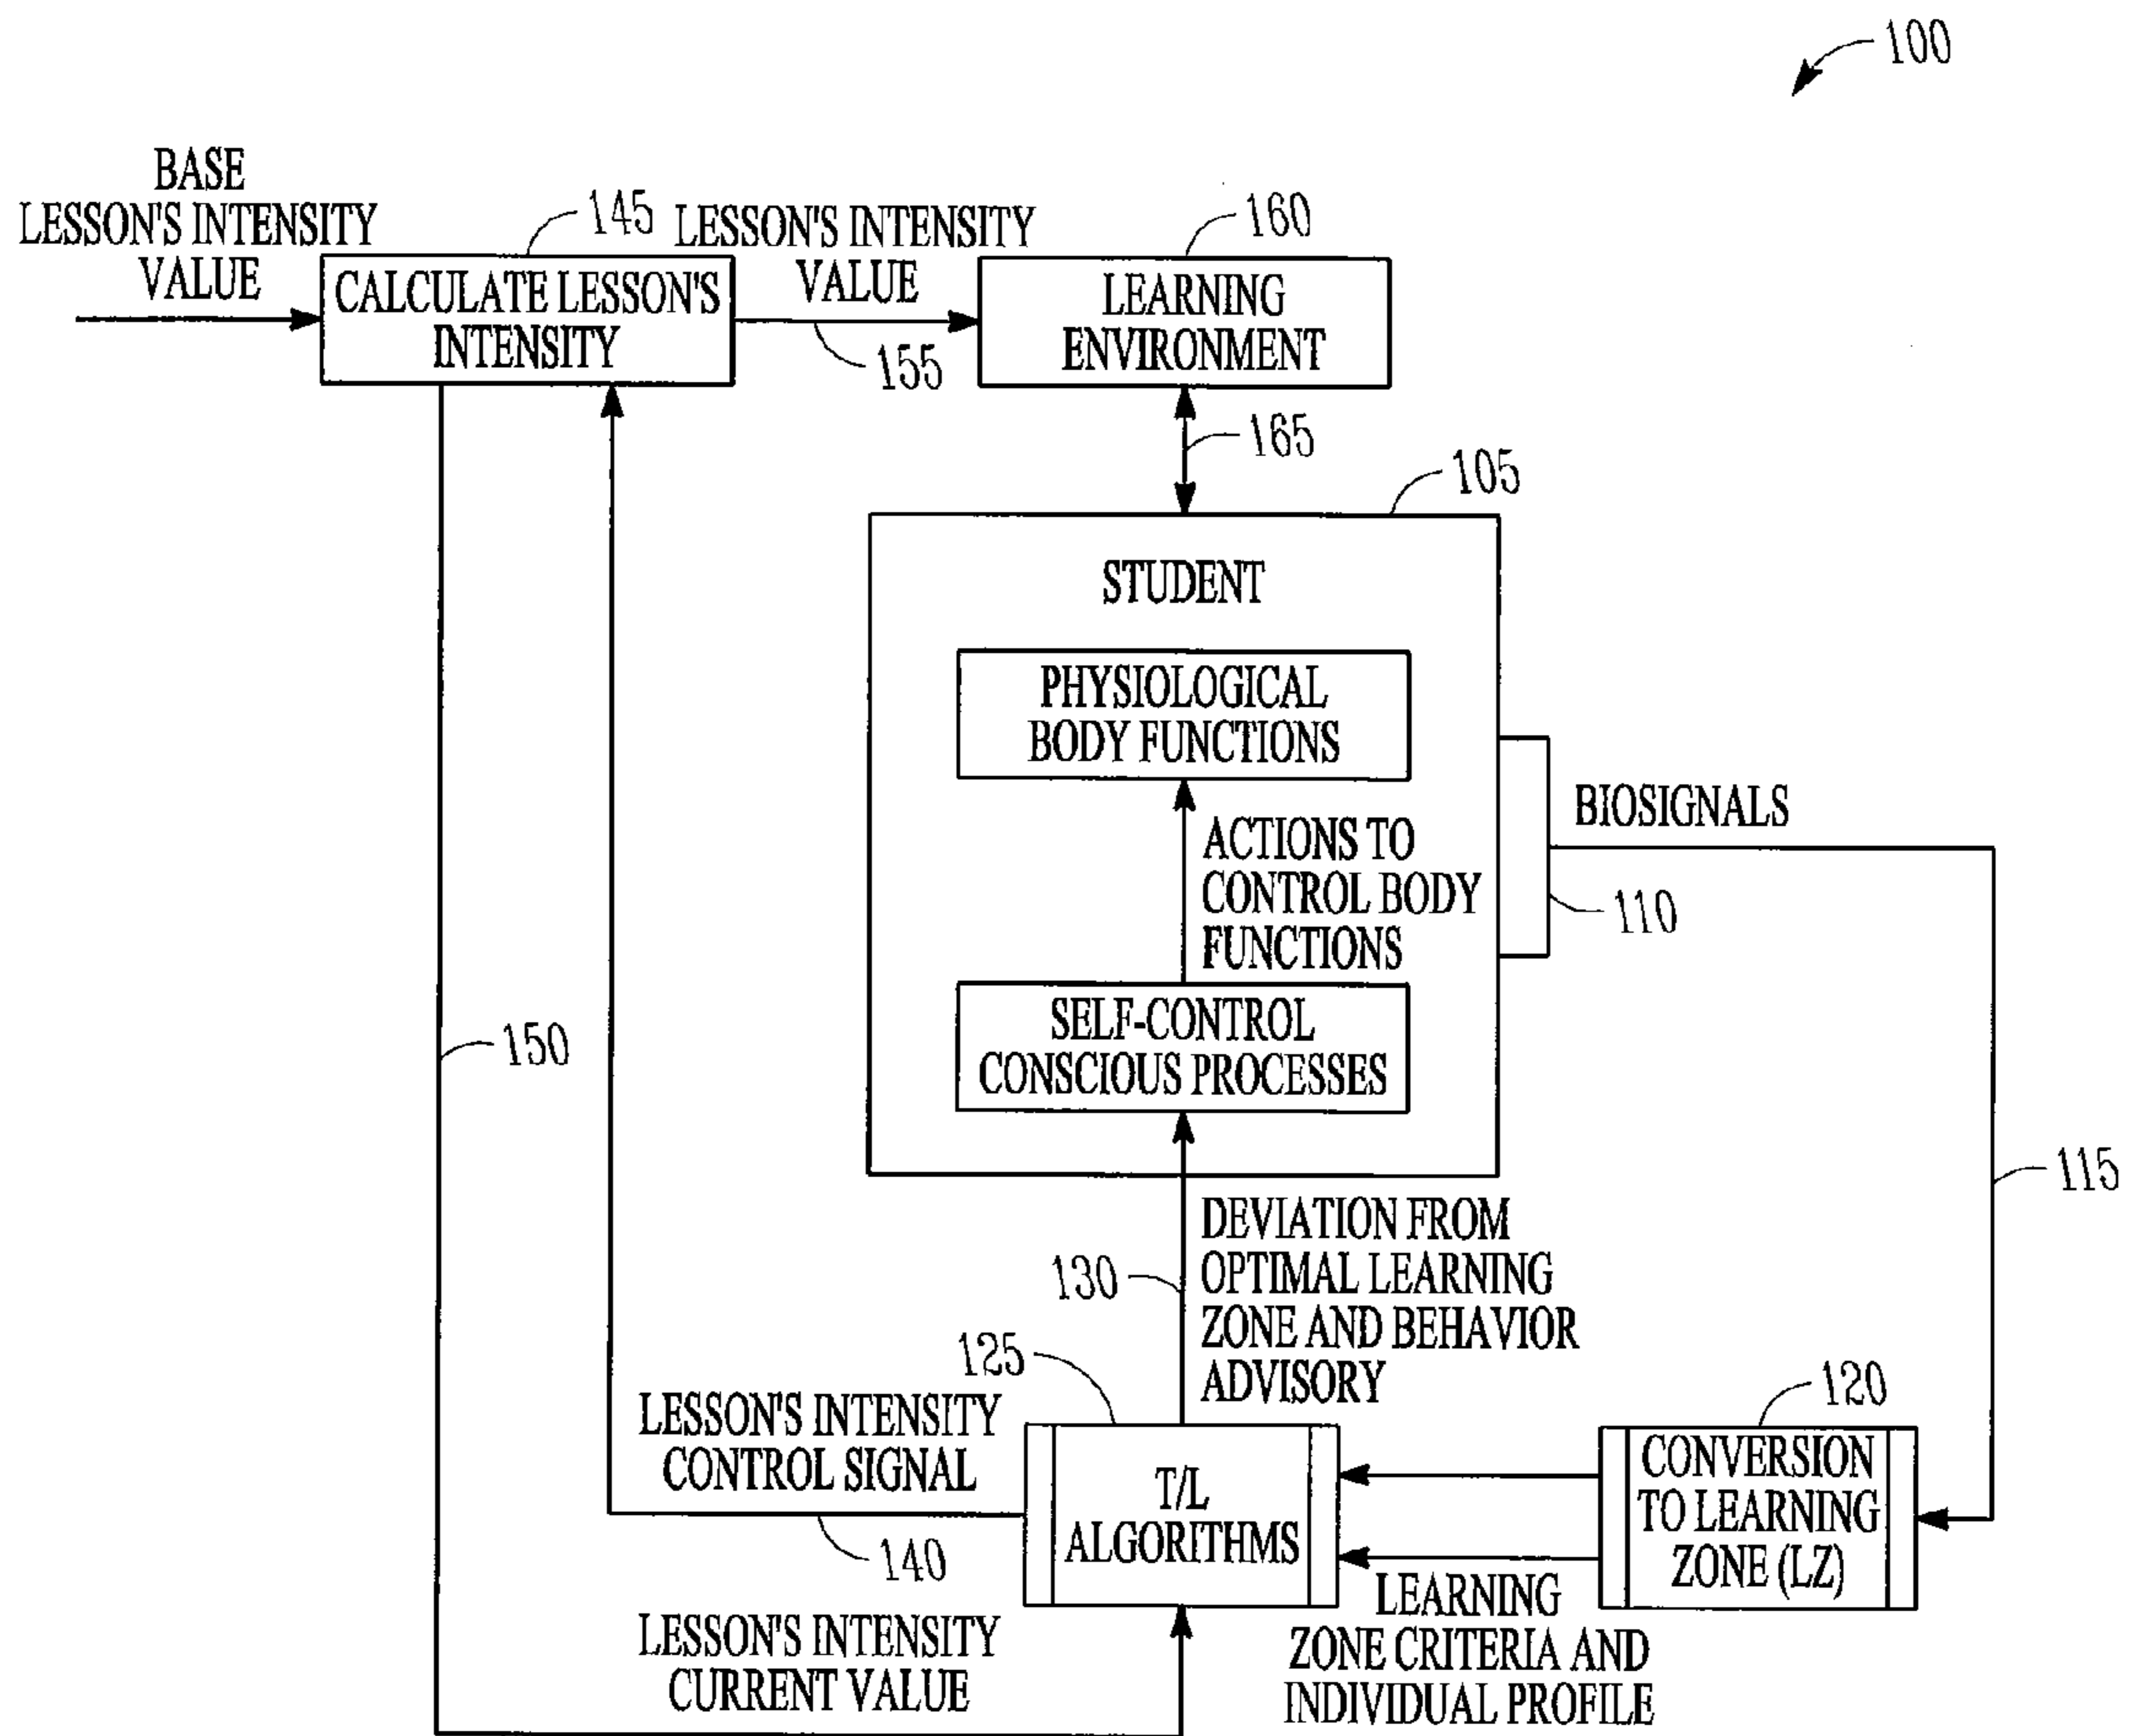 100
BASE
LESSON'S INTENSITY
VALUE
145
CALCULATE LESSON'S
INTENSITY
LESSON'S INTENSITY
VALUE
155
160
LEARNING
ENVIRONMENT
165
105
STUDENT
PHYSIOLOGICAL
BODY FUNCTIONS
ACTIONS TO
CONTROL BODY
FUNCTIONS
SELF-CONTROL
CONSCIOUS PROCESSES
BIOSIGNALS
110
115
150
130
DEVIATION FROM
OPTIMAL LEARNING
ZONE AND BEHAVIOR
ADVISORY
125
T/L
ALGORITHMS
120
CONVERSION
TO LEARNING
ZONE (LZ)
LESSON'S INTENSITY
CONTROL SIGNAL
140
LESSON'S INTENSITY
CURRENT VALUE
LEARNING
ZONE CRITERIA AND
INDIVIDUAL PROFILE